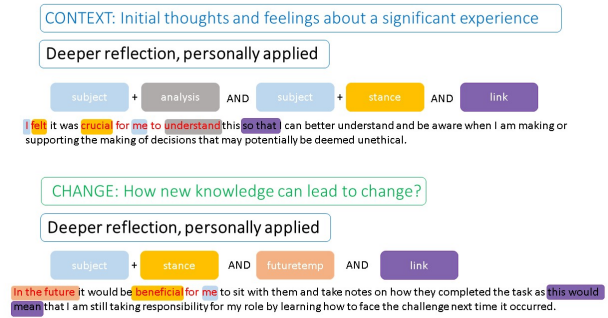 CONTEXT: Initial thoughts and feelings about a significant experience
Deeper reflection, personally applied
subject + analysis AND subject + stance AND link
I felt it was crucial for me to understand this so that I can better understand and be aware when I am making or
supporting the making of decisions that may potentially be deemed unethical.
CHANGE: How new knowledge can lead to change?
Deeper reflection, personally applied
subject + stance AND futuretemp AND link
In the future it would be beneficial for me to sit with them and take notes on how they completed the task as this would
mean that I am still taking responsibility for my role by learning how to face the challenge next time it occurred.